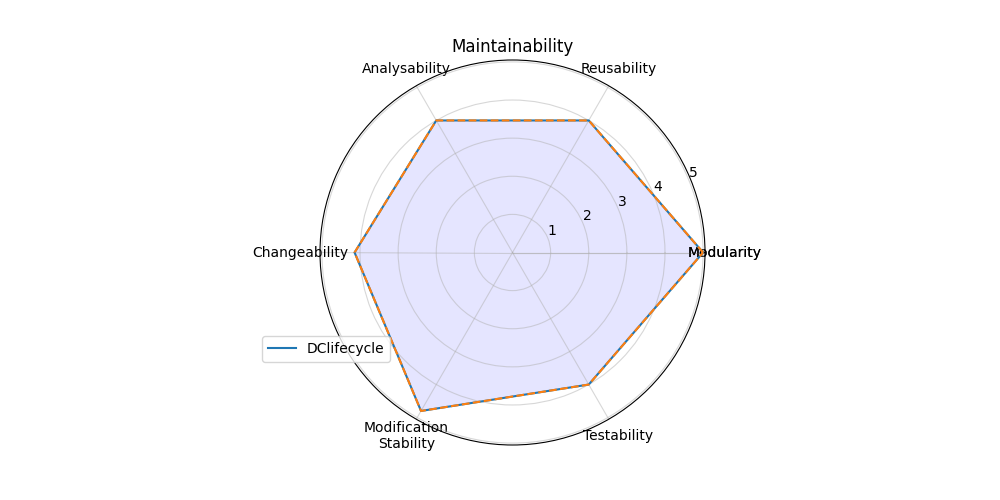 Maintainability
Analysability
Reusability
5
4
3
2
1
Changeability
Modularity
DClifecycle
Modification
Stability
Testability